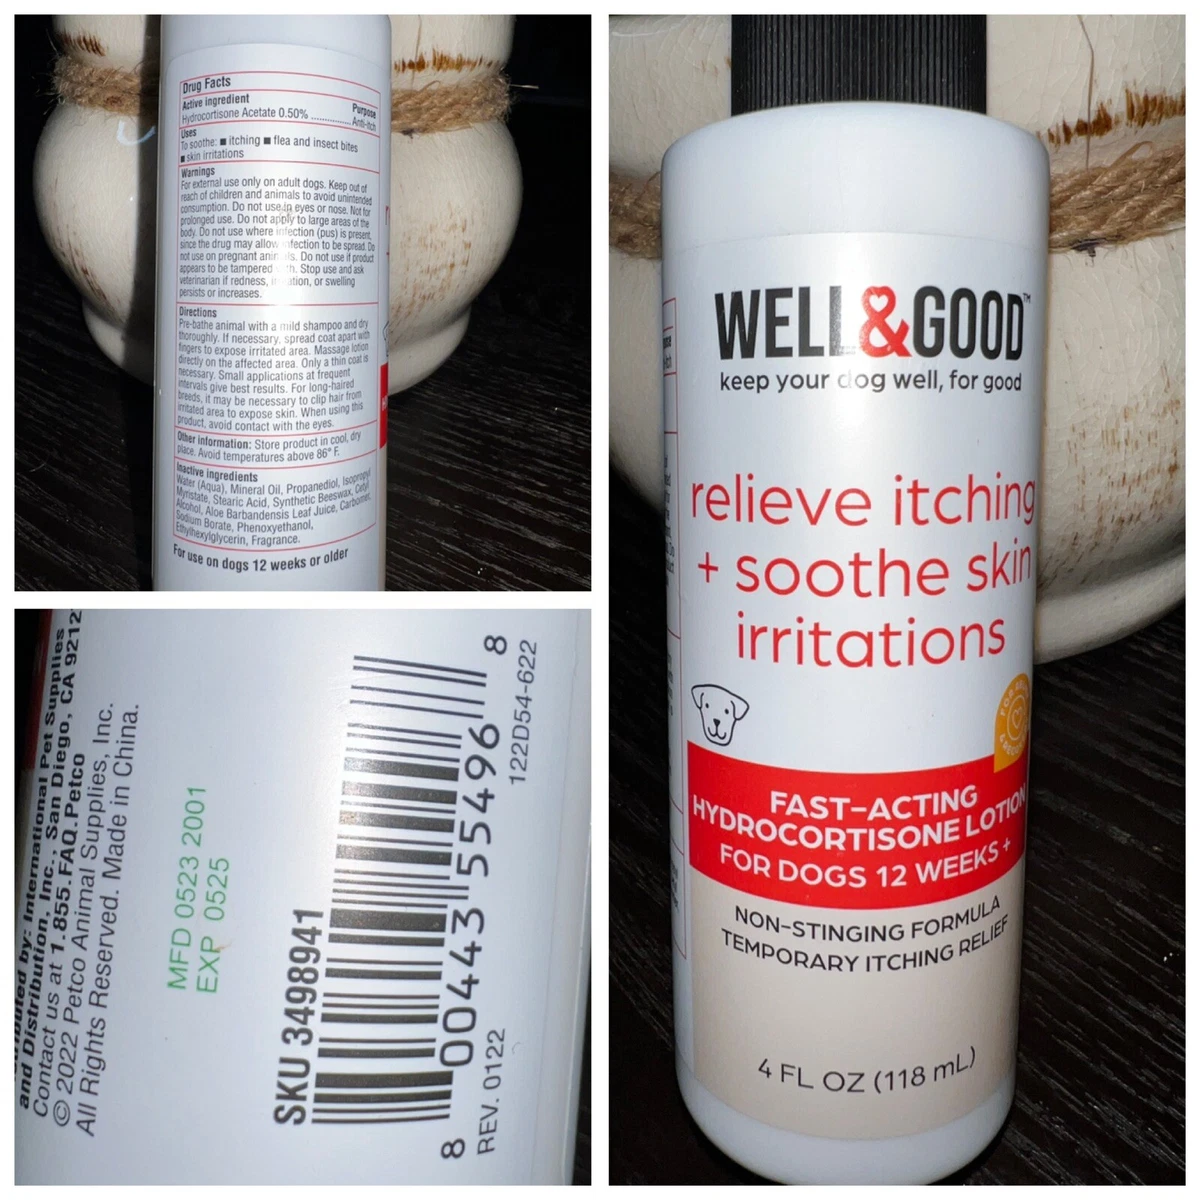 Drug Facts
Active ingredient Purpose
Hydrocortisone Acetate 0.50% .............. Anti-itch
Uses
To soothe: ■ itching ■ flea and insect bites
■ skin irritations
Warnings
For external use only on adult dogs. Keep out of
reach of children and animals to avoid unintended
consumption. Do not use in eyes or nose. Not for
prolonged use. Do not apply to large areas of the
body. Do not use where infection (pus) is present,
since the drug may allow infection to be spread. Do
not use on pregnant animals. Do not use if product
appears to be tampered with. Stop use and ask
veterinarian if redness, irritation, or swelling
persists or increases.
Directions
Pre-bathe animal with a mild shampoo and dry
thoroughly. If necessary, spread coat apart with
fingers to expose irritated area. Massage lotion
directly on the affected area. Only a thin coat is
necessary. Small applications at frequent
intervals give best results. For long-haired
breeds, it may be necessary to clip hair from
irritated area to expose skin. When using this
product, avoid contact with the eyes.
Other information: Store product in cool, dry
place. Avoid temperatures above 86° F.
Inactive ingredients
Water (Aqua), Mineral Oil, Propanediol, Isopropyl
Myristate, Stearic Acid, Synthetic Beeswax, Cetyl
Alcohol, Aloe Barbandensis Leaf Juice, Carbomer,
Sodium Borate, Phenoxyethanol,
Ethylhexylglycerin, Fragrance.
For use on dogs 12 weeks or older
by: International Pet Supplies
and Distribution, Inc., San Diego, CA 9212
Contact us at 1.855.FAQ.Petco
© 2022 Petco Animal Supplies, Inc.
All Rights Reserved. Made in China.
MFD 0523 2001
EXP 0525
SKU 3498941
8 00443 55496 8
REV. 0122
122D54-622
WELL&GOOD™
keep your dog well, for good
relieve itching
+ soothe skin
irritations
FAST-ACTING
HYDROCORTISONE LOTION
FOR DOGS 12 WEEKS +
NON-STINGING FORMULA
TEMPORARY ITCHING RELIEF
4 FL OZ (118 mL)